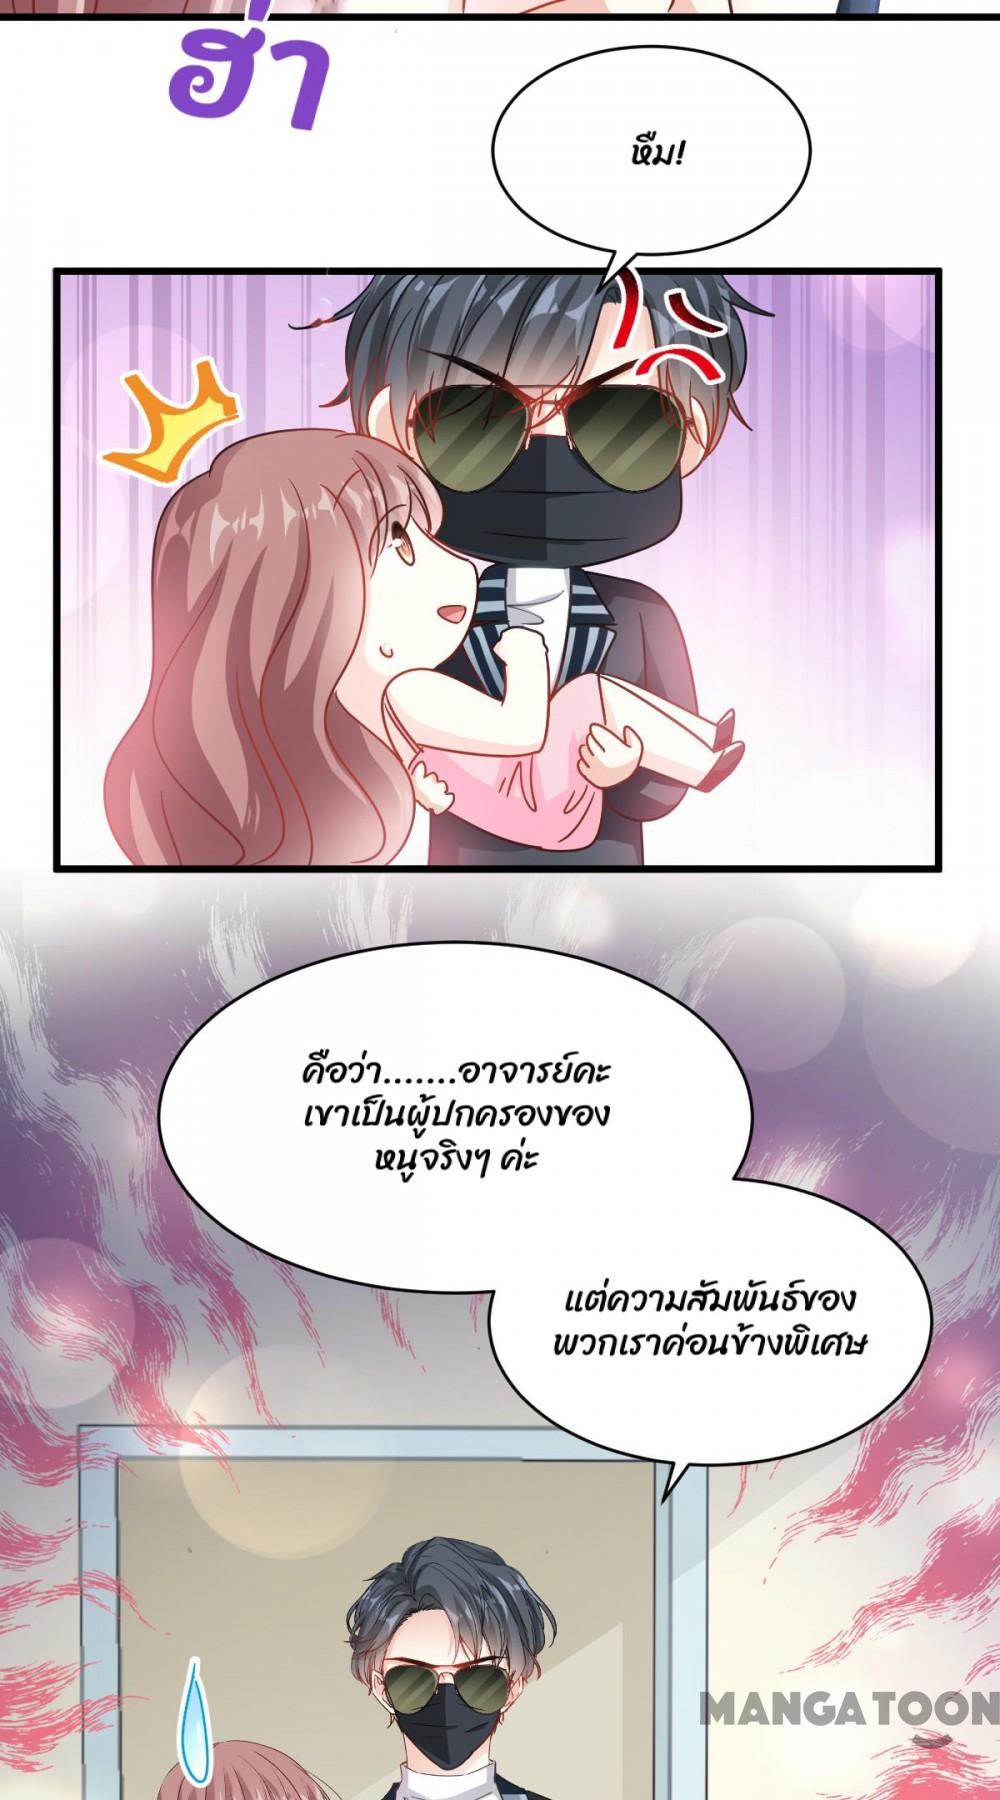 ฮ่า
หึม!
คือว่า.......อาจารย์คะ
เขาเป็นผู้ปกครองของ
หนูจริงๆ ค่ะ
แต่ความสัมพันธ์ของ
พวกเราค่อนข้างพิเศษ
MANGATOON